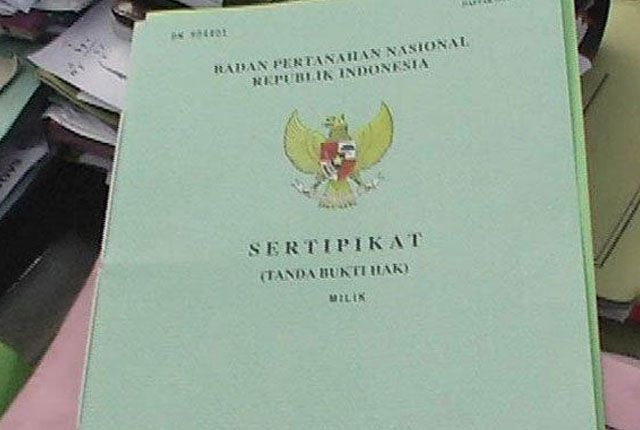 BADAN PERTANAHAN NASIONAL
REPUBLIK INDONESIA
SERTIPIKAT
(TANDA BUKTI HAK)
MILIK